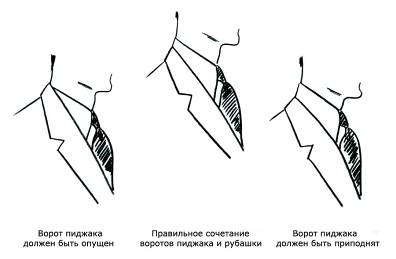 Ворот пиджака
должен быть опущен
Правильное сочетание
воротов пиджака и рубашки
Ворот пиджака
должен быть приподнят